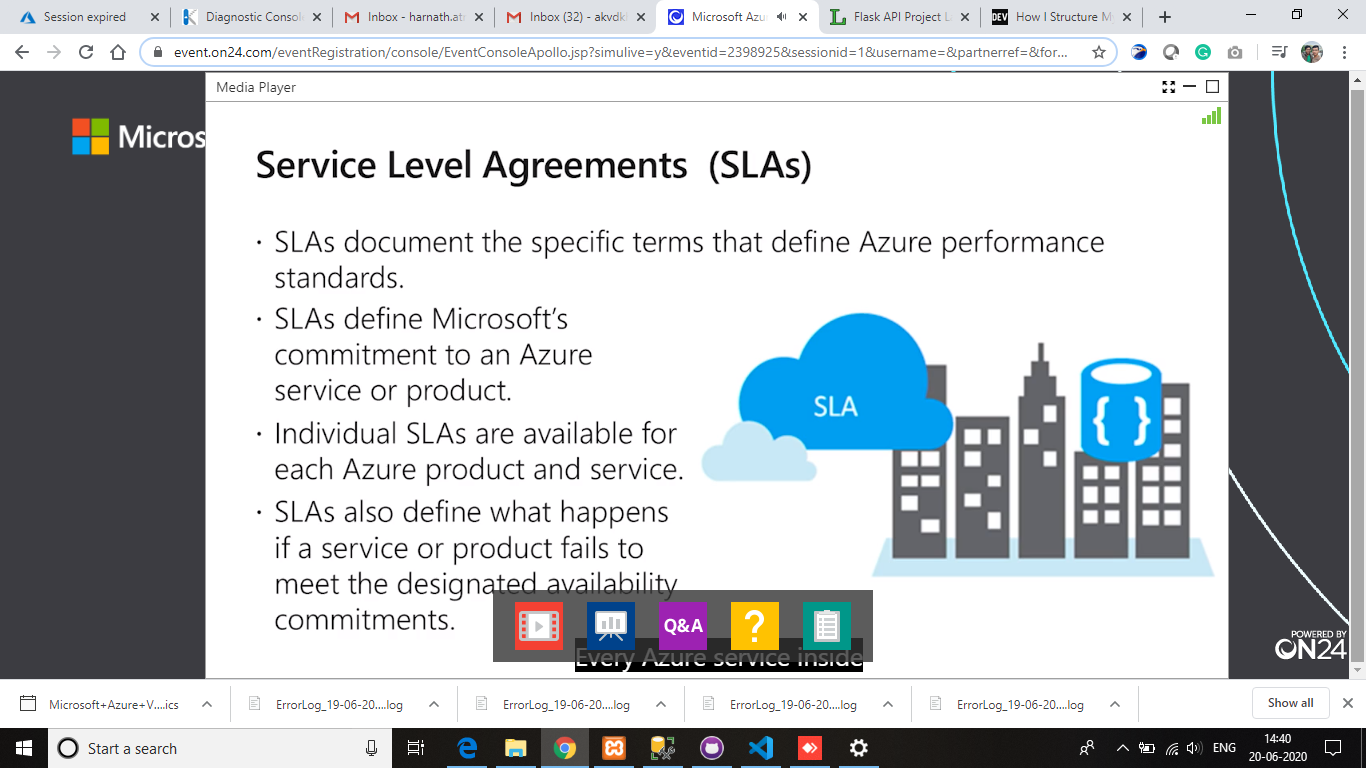 Session expired
Diagnostic Consol
Inbox - harnath.atr
Inbox (32) - akvdk
Microsoft Azu
Flask API Project L
DEV
How I Structure M
event.on24.com/eventRegistration/console/EventConsoleApollo.jsp?simulive=y&eventid=2398925&sessionid=1&username=&partnerref=&for...
Media Player
Micros
Service Level Agreements (SLAs)
· SLAs document the specific terms that define Azure performance
standards.
· SLAs define Microsoft's
commitment to an Azure
service or product.
· Individual SLAs are available for
each Azure product and service.
· SLAs also define what happens
if a service or product fails to
meet the designated availability
commitments.
SLA
{ }
Q&A
?
Every Azure service inside
POWERED BY
ON24
Microsoft+Azure+V....ics
ErrorLog_19-06-20....log
ErrorLog_19-06-20....log
ErrorLog_19-06-20....log
ErrorLog_19-06-20....log
Show all
Start a search
ENG
14:40
20-06-2020